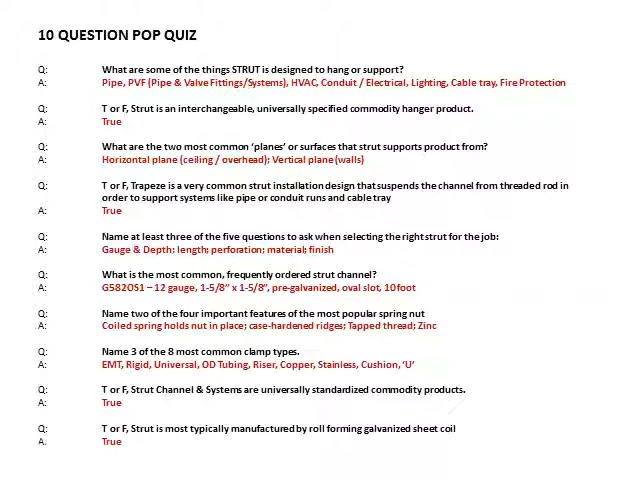 10 QUESTION POP QUIZ
Q: What are some of the things STRUT is designed to hang or support?
A: Pipe, PVF (Pipe & Valve Fittings/Systems), HVAC, Conduit / Electrical, Lighting, Cable tray, Fire Protection
Q: T or F, Strut is an interchangeable, universally specified commodity hanger product.
A: True
Q: What are the two most common ‘planes’ or surfaces that strut supports product from?
A: Horizontal plane (ceiling / overhead); Vertical plane (walls)
Q: T or F, Trapeze is a very common strut installation design that suspends the channel from threaded rod in
order to support systems like pipe or conduit runs and cable tray
A: True
Q: Name at least three of the five questions to ask when selecting the right strut for the job:
A: Gauge & Depth; length; perforation; material; finish
Q: What is the most common, frequently ordered strut channel?
A: G582OS1 – 12 gauge, 1-5/8” x 1-5/8”, pre-galvanized, oval slot, 10 foot
Q: Name two of the four important features of the most popular spring nut
A: Coiled spring holds nut in place; case-hardened ridges; Tapped thread; Zinc
Q: Name 3 of the 8 most common clamp types.
A: EMT, Rigid, Universal, OD Tubing, Riser, Copper, Stainless, Cushion, ‘U’
Q: T or F, Strut Channel & Systems are universally standardized commodity products.
A: True
Q: T or F, Strut is most typically manufactured by roll forming galvanized sheet coil
A: True